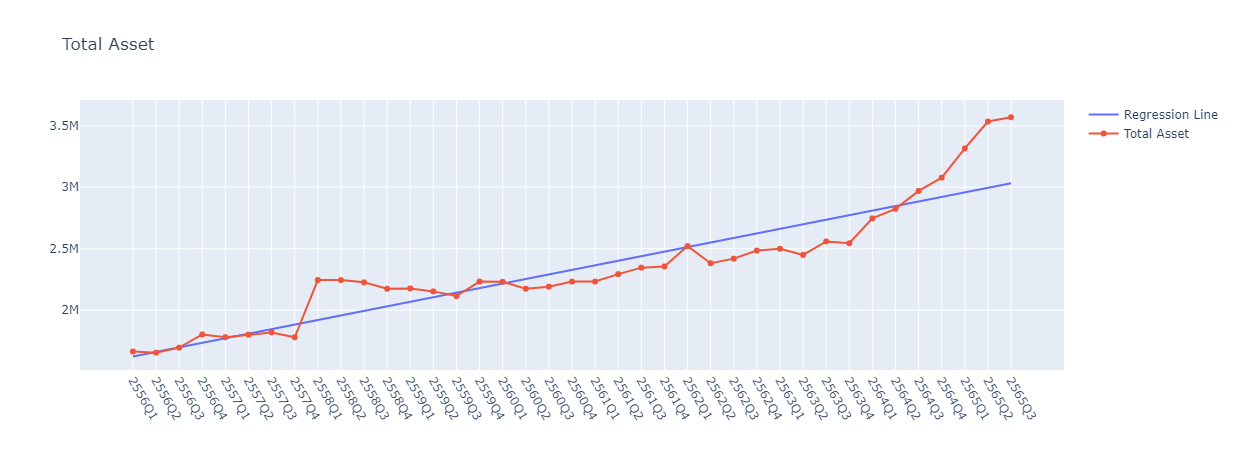 Total Asset
Regression Line
Total Asset
3.5M
3M
2.5M
2M
2556Q1
2556Q2
2556Q3
2556Q4
2557Q1
2557Q2
2557Q3
2557Q4
2558Q1
2558Q2
2558Q3
2558Q4
2559Q1
2559Q2
2559Q3
2559Q4
2560Q1
2560Q2
2560Q3
2560Q4
2561Q1
2561Q2
2561Q3
2561Q4
2562Q1
2562Q2
2562Q3
2562Q4
2563Q1
2563Q2
2563Q3
2563Q4
2564Q1
2564Q2
2564Q3
2564Q4
2565Q1
2565Q2
2565Q3